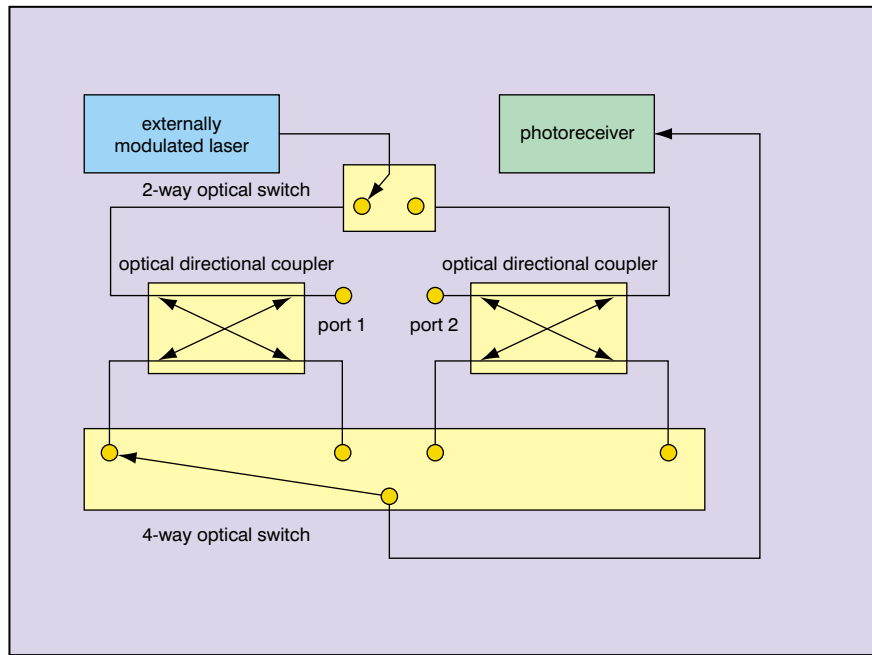 externally
modulated laser
photoreceiver
2-way optical switch
optical directional coupler
optical directional coupler
port 1
port 2
4-way optical switch